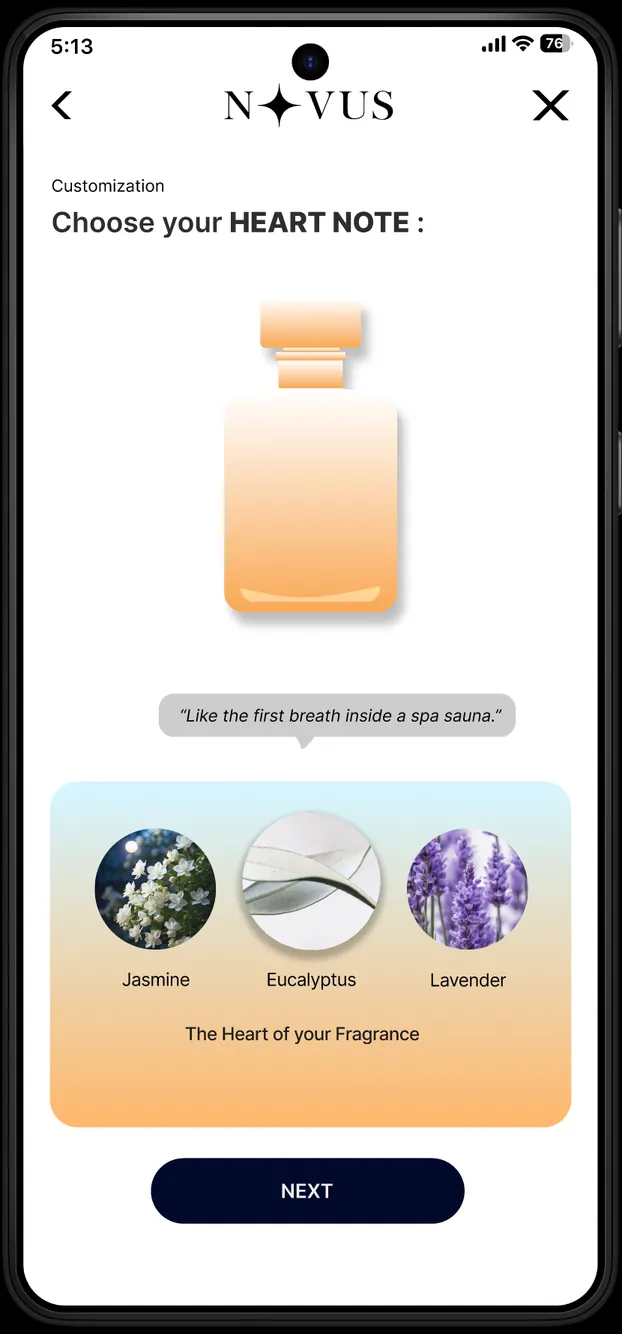 5:13
76
N✦VUS
Customization
Choose your HEART NOTE :
“Like the first breath inside a spa sauna.”
Jasmine
Eucalyptus
Lavender
The Heart of your Fragrance
NEXT